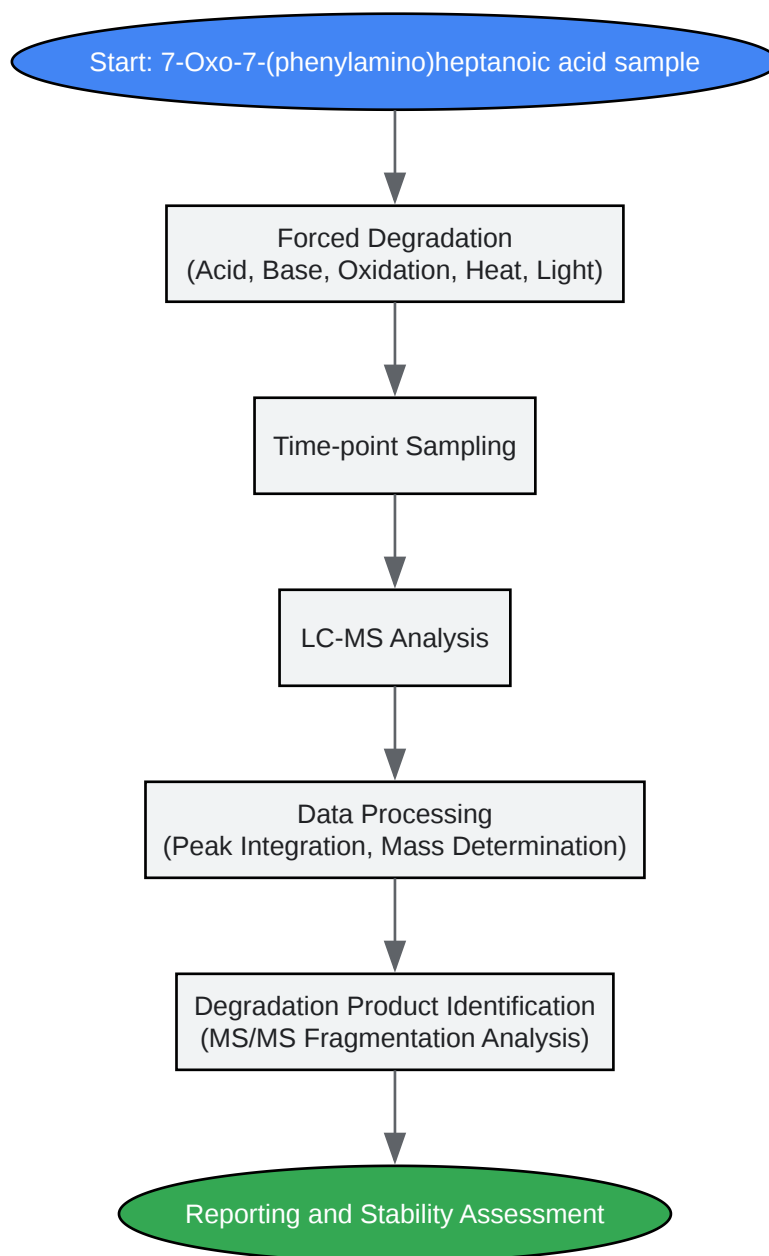 Start: 7-Oxo-7-(phenylamino)heptanoic acid sample
Forced Degradation
(Acid, Base, Oxidation, Heat, Light)
Time-point Sampling
LC-MS Analysis
Data Processing
(Peak Integration, Mass Determination)
Degradation Product Identification
(MS/MS Fragmentation Analysis)
Reporting and Stability Assessment